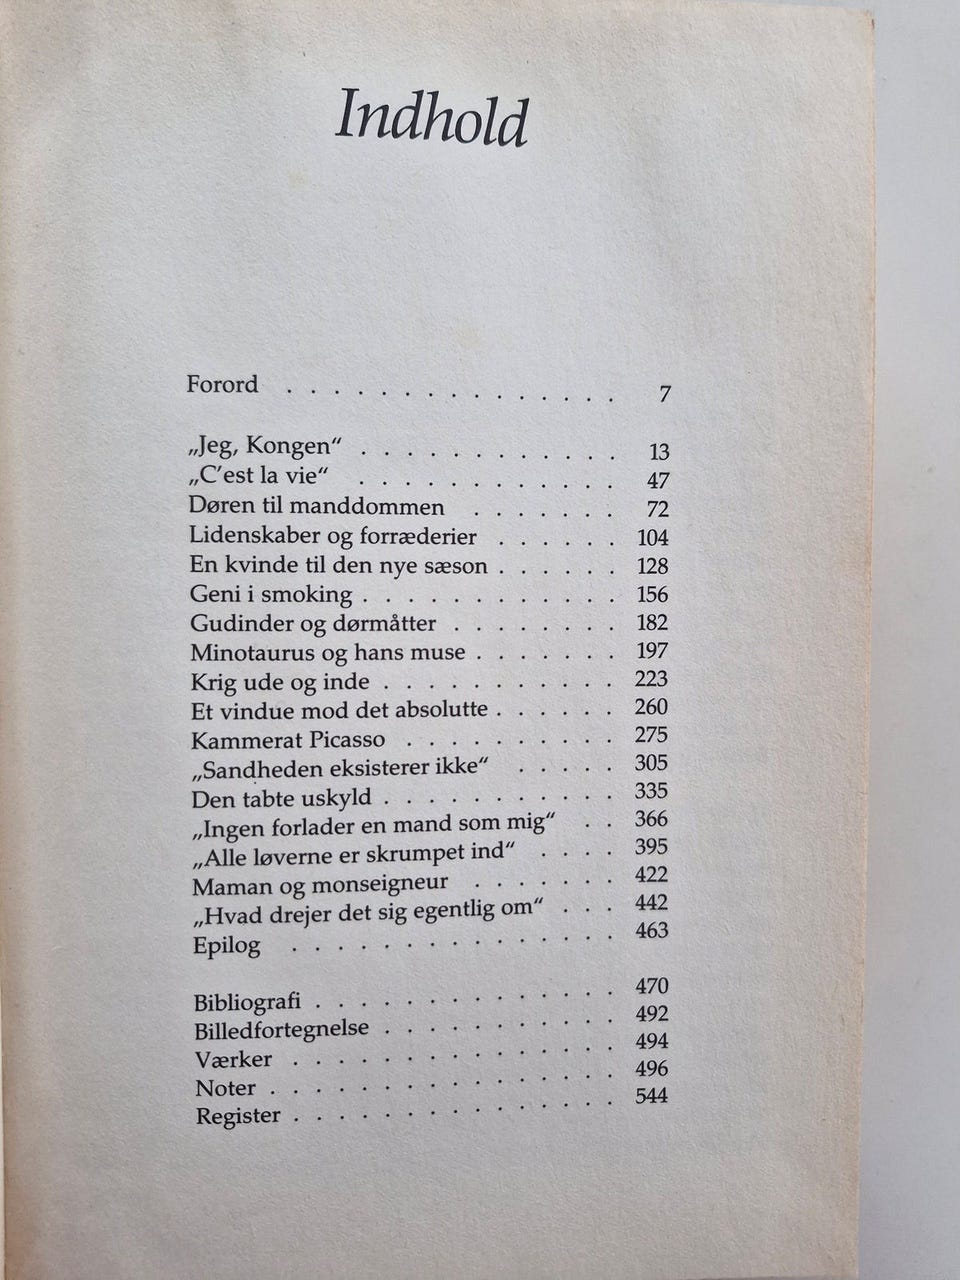 Indhold
Forord . . . . . . . . . . . . . . . 7
„Jeg, Kongen“ . . . . . . . . . . . . 13
„C'est la vie“ . . . . . . . . . . . . 47
Døren til manddommen . . . . . . . 72
Lidenskaber og forræderier . . . . . . 104
En kvinde til den nye sæson . . . . . . 128
Geni i smoking . . . . . . . . . . . . 156
Gudinder og dørmåtter . . . . . . . . 182
Minotaurus og hans muse . . . . . . . 197
Krig ude og inde . . . . . . . . . . . 223
Et vindue mod det absolutte . . . . . . 260
Kammerat Picasso . . . . . . . . . . 275
„Sandheden eksisterer ikke“ . . . . . 305
Den tabte uskyld . . . . . . . . . . . 335
„Ingen forlader en mand som mig“ . . 366
„Alle løverne er skrumpet ind“ . . . . 395
Maman og monseigneur . . . . . . . 422
„Hvad drejer det sig egentlig om“ . . . 442
Epilog . . . . . . . . . . . . . . . 463
Bibliografi . . . . . . . . . . . . . . 470
Billedfortegnelse . . . . . . . . . . . 492
Værker . . . . . . . . . . . . . . . 494
Noter . . . . . . . . . . . . . . . . 496
Register . . . . . . . . . . . . . . . 544